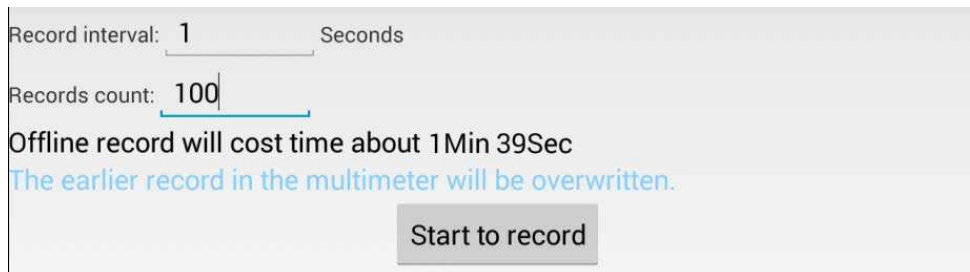 Record interval: 1 Seconds
Records count: 100
Offline record will cost time about 1Min 39Sec
The earlier record in the multimeter will be overwritten.
Start to record